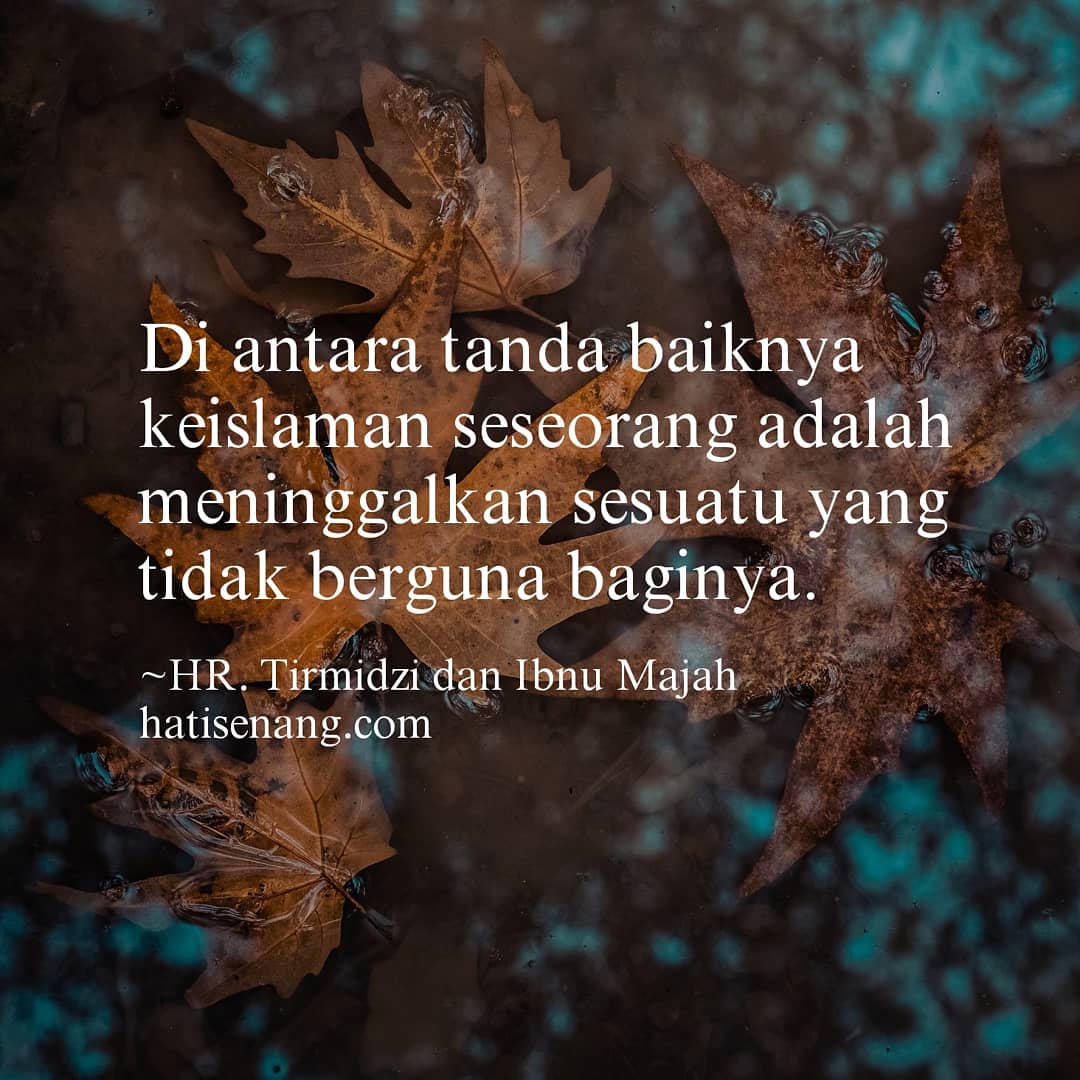 Di antara tanda baiknya
keislaman seseorang adalah
meninggalkan sesuatu yang
tidak berguna baginya.
~HR. Tirmidzi dan Ibnu Majah
hatisenang.com